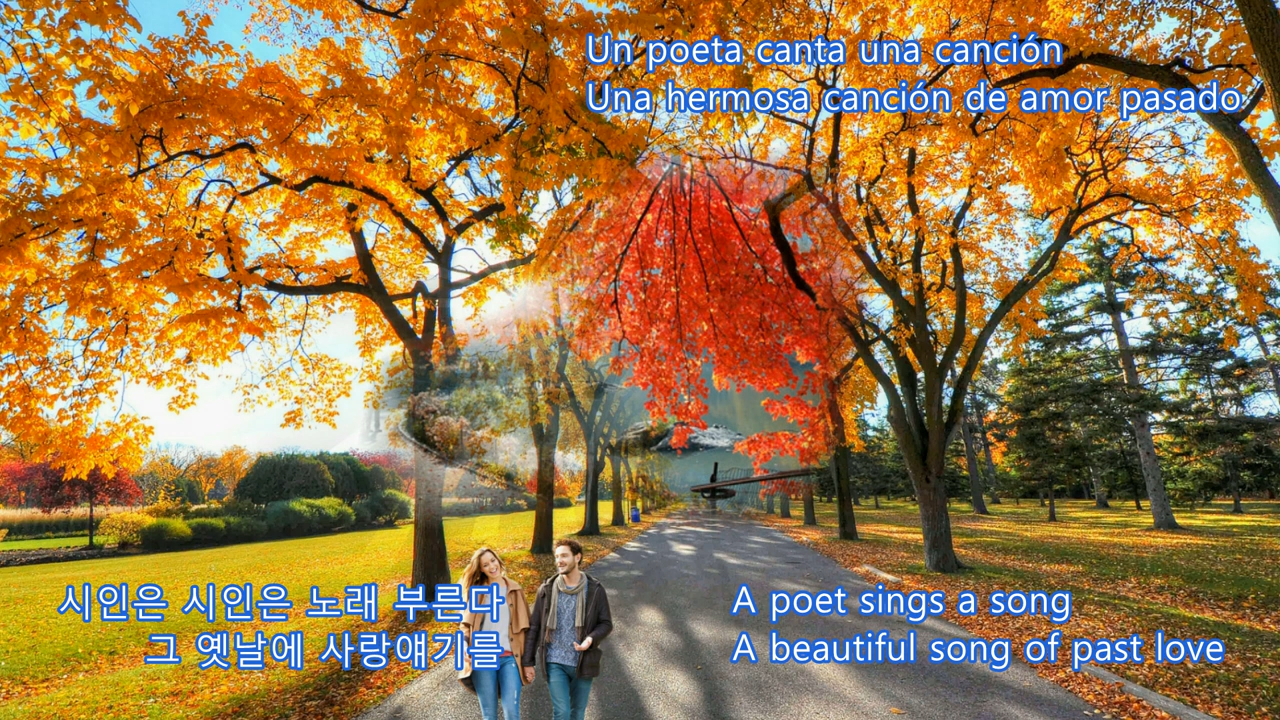 Un poeta canta una canción
Una hermosa canción de amor pasado
시인은 시인은 노래 부른다
그 옛날에 사랑얘기를
A poet sings a song
A beautiful song of past love